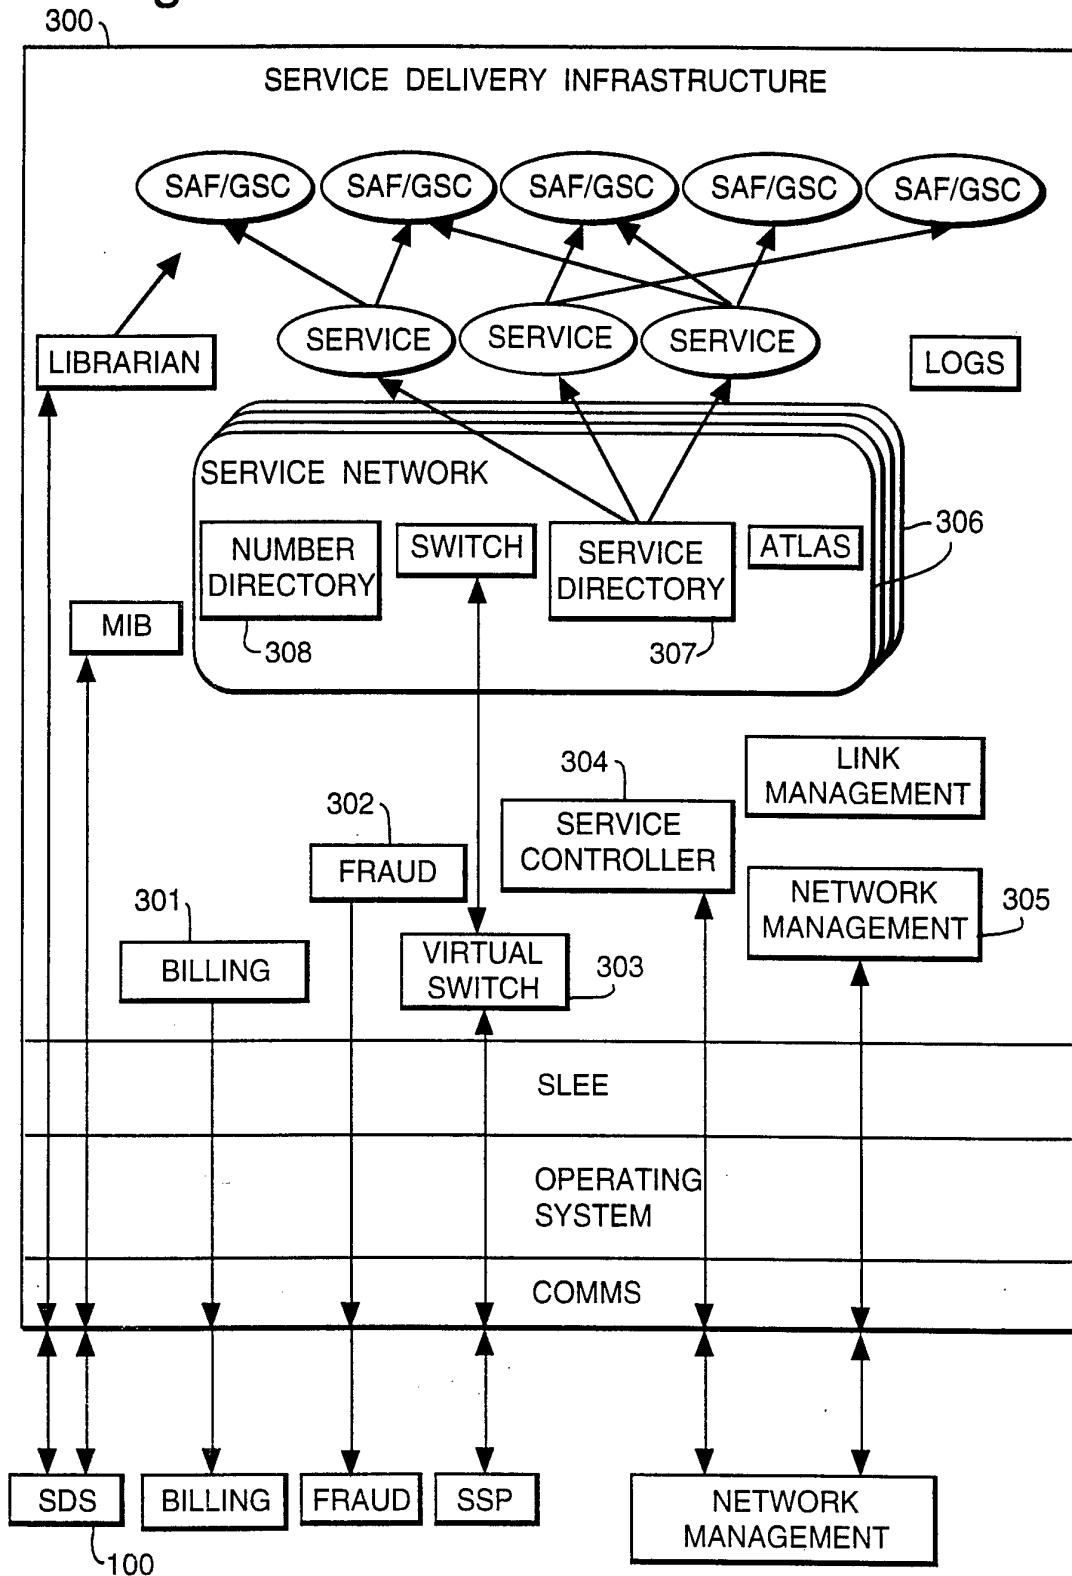 300
SERVICE DELIVERY INFRASTRUCTURE
SAF/GSC SAF/GSC SAF/GSC SAF/GSC SAF/GSC
SERVICE SERVICE SERVICE
LIBRARIAN
LOGS
SERVICE NETWORK
NUMBER
DIRECTORY
SWITCH
SERVICE
DIRECTORY
ATLAS
306
MIB
308
307
LINK
MANAGEMENT
304
SERVICE
CONTROLLER
302
FRAUD
NETWORK
MANAGEMENT
305
301
BILLING
VIRTUAL
SWITCH
303
SLEE
OPERATING
SYSTEM
COMMS
SDS
BILLING
FRAUD
SSP
NETWORK
MANAGEMENT
100